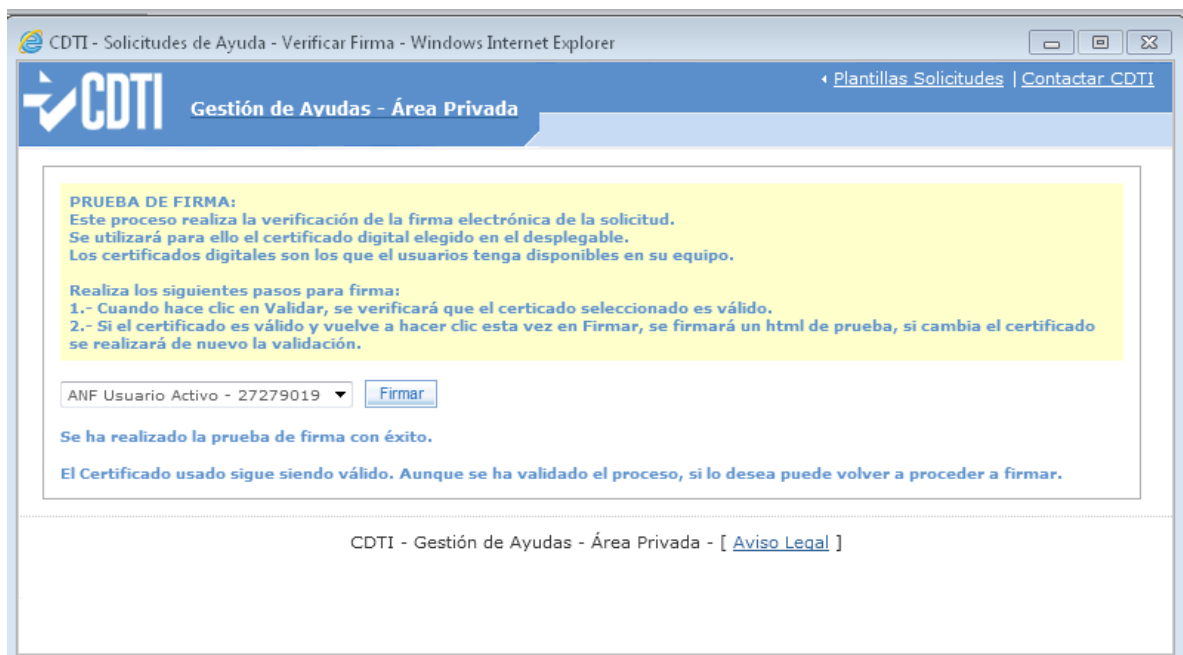 CDTI - Solicitudes de Ayuda - Verificar Firma - Windows Internet Explorer
Plantillas Solicitudes | Contactar CDTI
CDTI
Gestión de Ayudas - Área Privada
PRUEBA DE FIRMA:
Este proceso realiza la verificación de la firma electrónica de la solicitud.
Se utilizará para ello el certificado digital elegido en el desplegable.
Los certificados digitales son los que el usuarios tenga disponibles en su equipo.
Realiza los siguientes pasos para firma:
1.- Cuando hace clic en Validar, se verificará que el certicado seleccionado es válido.
2.- Si el certificado es válido y vuelve a hacer clic esta vez en Firmar, se firmará un html de prueba, si cambia el certificado
se realizará de nuevo la validación.
ANF Usuario Activo - 27279019 Firmar
Se ha realizado la prueba de firma con éxito.
El Certificado usado sigue siendo válido. Aunque se ha validado el proceso, si lo desea puede volver a proceder a firmar.
CDTI - Gestión de Ayudas - Área Privada - [ Aviso Legal ]